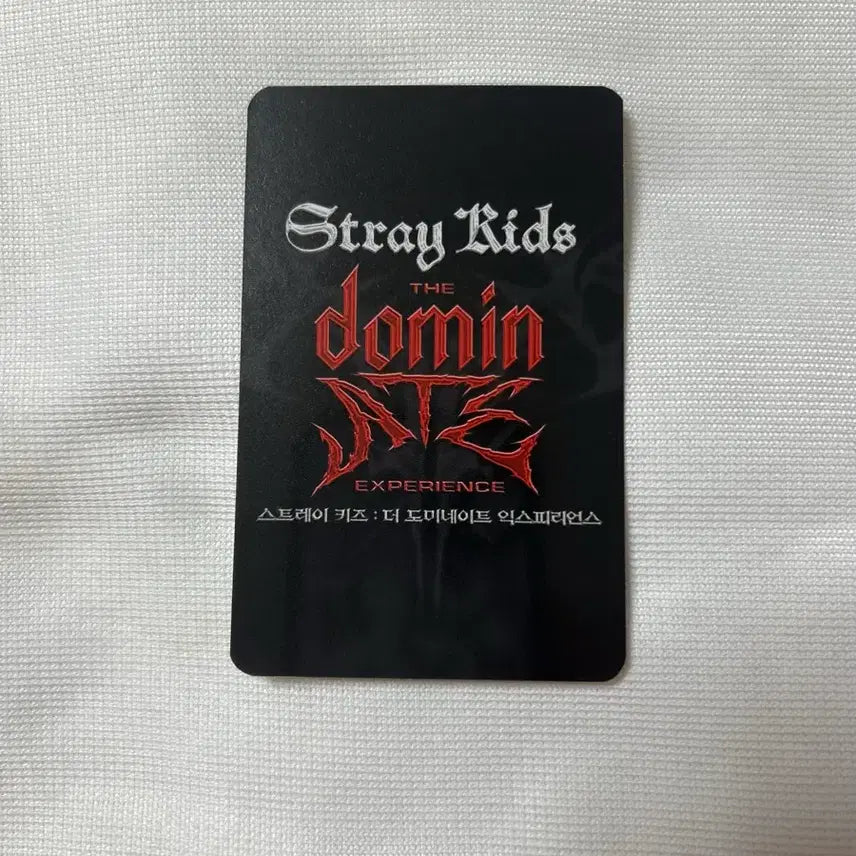 Stray Kids
THE
domin
ATE
EXPERIENCE
스트레이 키즈 : 더 도미네이트 익스피리언스